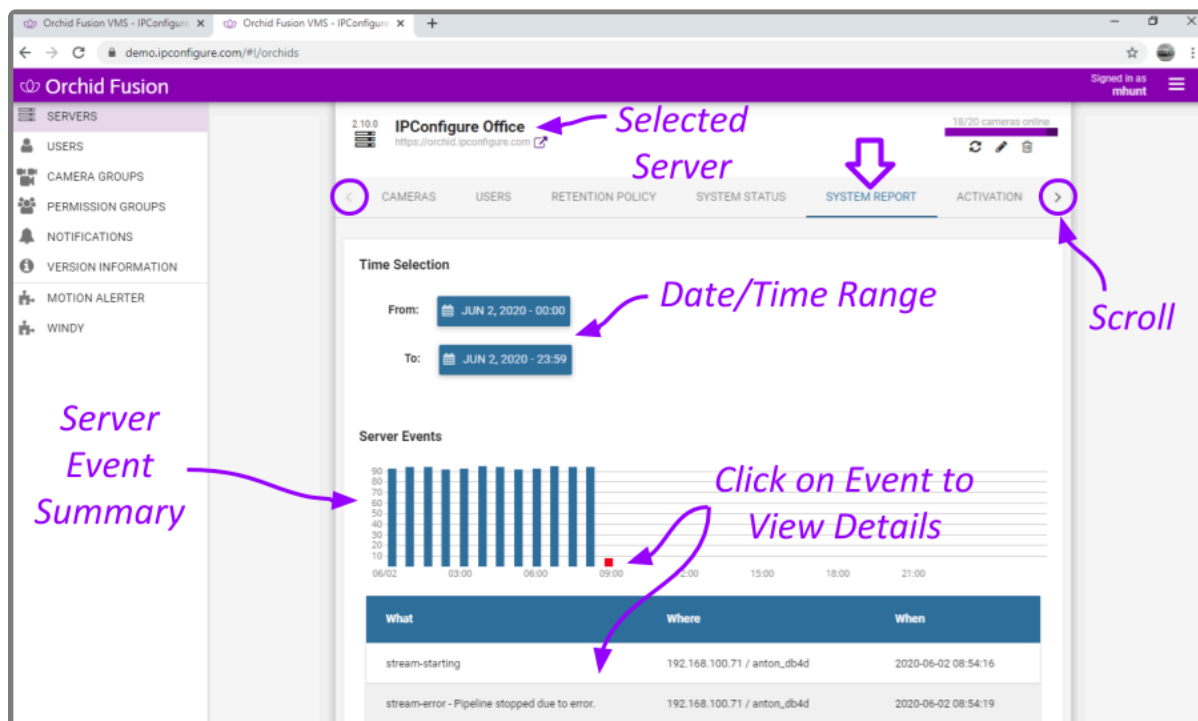 Orchid Fusion VMS - IPConfigure
Orchid Fusion VMS - IPConfigure
demo.ipconfigure.com/#!/orchids
Orchid Fusion
Signed in as
mhunt
SERVERS
USERS
CAMERA GROUPS
PERMISSION GROUPS
NOTIFICATIONS
VERSION INFORMATION
MOTION ALERTER
WINDY
2.10.0
IPConfigure Office
https://orchid.ipconfigure.com
18/20 cameras online
Selected
Server
CAMERAS USERS RETENTION POLICY SYSTEM STATUS SYSTEM REPORT ACTIVATION
Scroll
Time Selection
From: JUN 2, 2020 - 00:00
To: JUN 2, 2020 - 23:59
Date/Time Range
Server
Event
Summary
Server Events
Click on Event to
View Details
90
80
70
60
50
40
30
20
10
06/02 03:00 06:00 09:00 2:00 15:00 18:00 21:00
What Where When
stream-starting 192.168.100.71 / anton_db4d 2020-06-02 08:54:16
stream-error - Pipeline stopped due to error. 192.168.100.71 / anton_db4d 2020-06-02 08:54:19